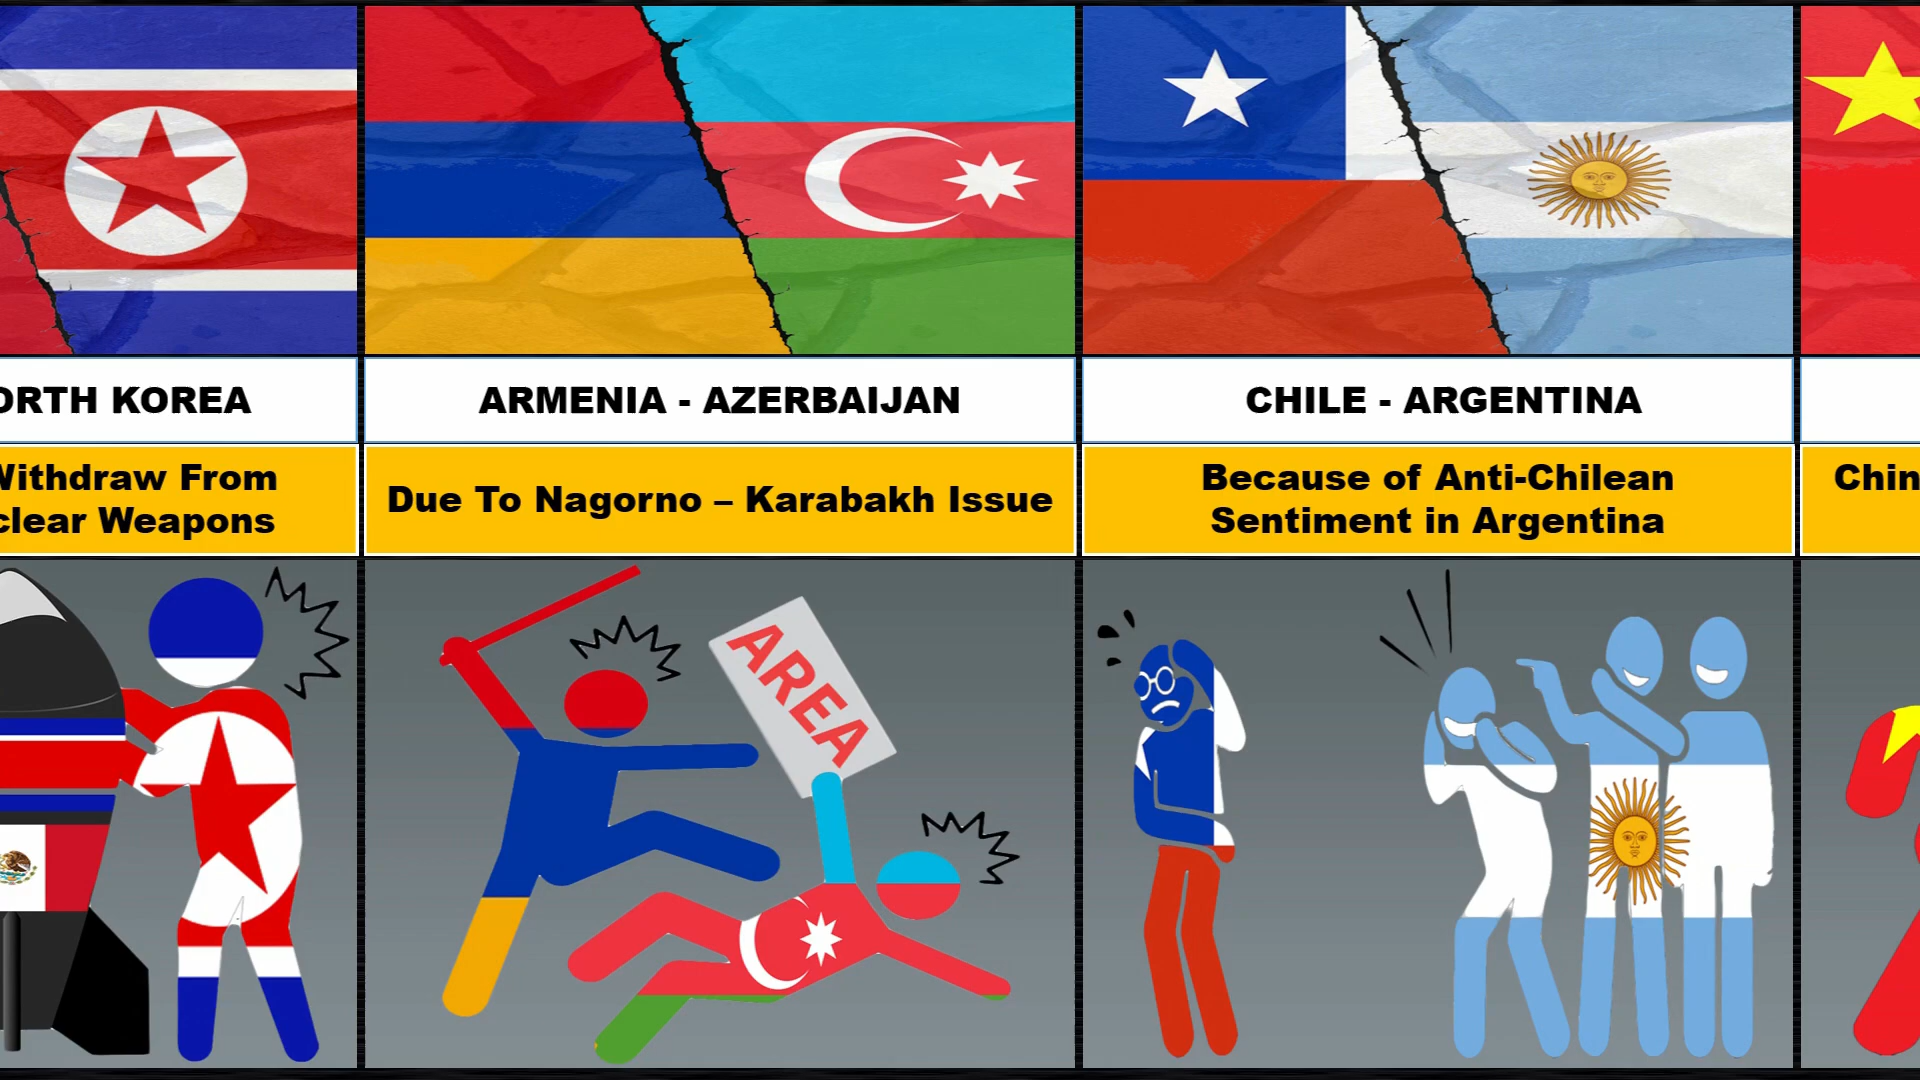 ORTH KOREA
Withdraw From
clear Weapons
ARMENIA - AZERBAIJAN
Due To Nagorno – Karabakh Issue
AREA
CHILE - ARGENTINA
Because of Anti-Chilean
Sentiment in Argentina
Chin